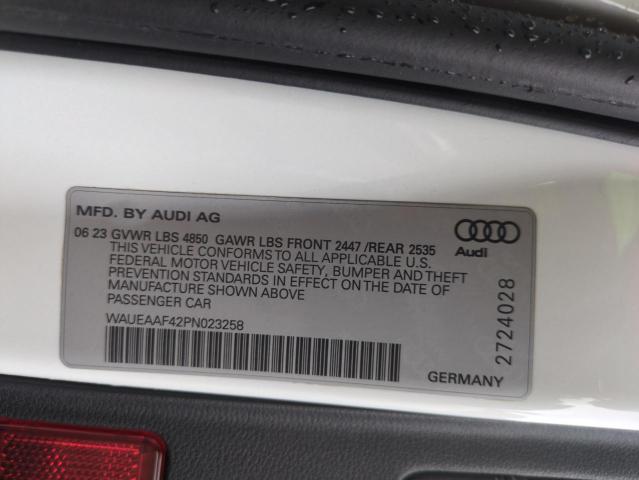 MFD. BY AUDI AG
06 23 GVWR LBS 4850 GAWR LBS FRONT 2447 /REAR 2535
THIS VEHICLE CONFORMS TO ALL APPLICABLE U.S.
FEDERAL MOTOR VEHICLE SAFETY, BUMPER AND THEFT
PREVENTION STANDARDS IN EFFECT ON THE DATE OF
MANUFACTURE SHOWN ABOVE
PASSENGER CAR
WAUEAAF42PN023258
GERMANY
Audi
2724028